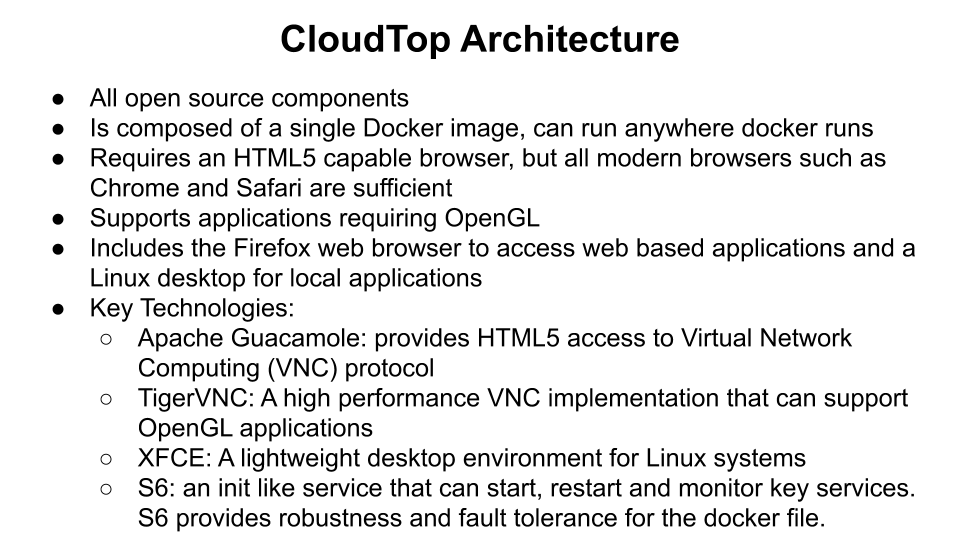 CloudTop Architecture
● All open source components
● Is composed of a single Docker image, can run anywhere docker runs
● Requires an HTML5 capable browser, but all modern browsers such as
Chrome and Safari are sufficient
● Supports applications requiring OpenGL
● Includes the Firefox web browser to access web based applications and a
Linux desktop for local applications
● Key Technologies:
○ Apache Guacamole: provides HTML5 access to Virtual Network
Computing (VNC) protocol
○ TigerVNC: A high performance VNC implementation that can support
OpenGL applications
○ XFCE: A lightweight desktop environment for Linux systems
○ S6: an init like service that can start, restart and monitor key services.
S6 provides robustness and fault tolerance for the docker file.